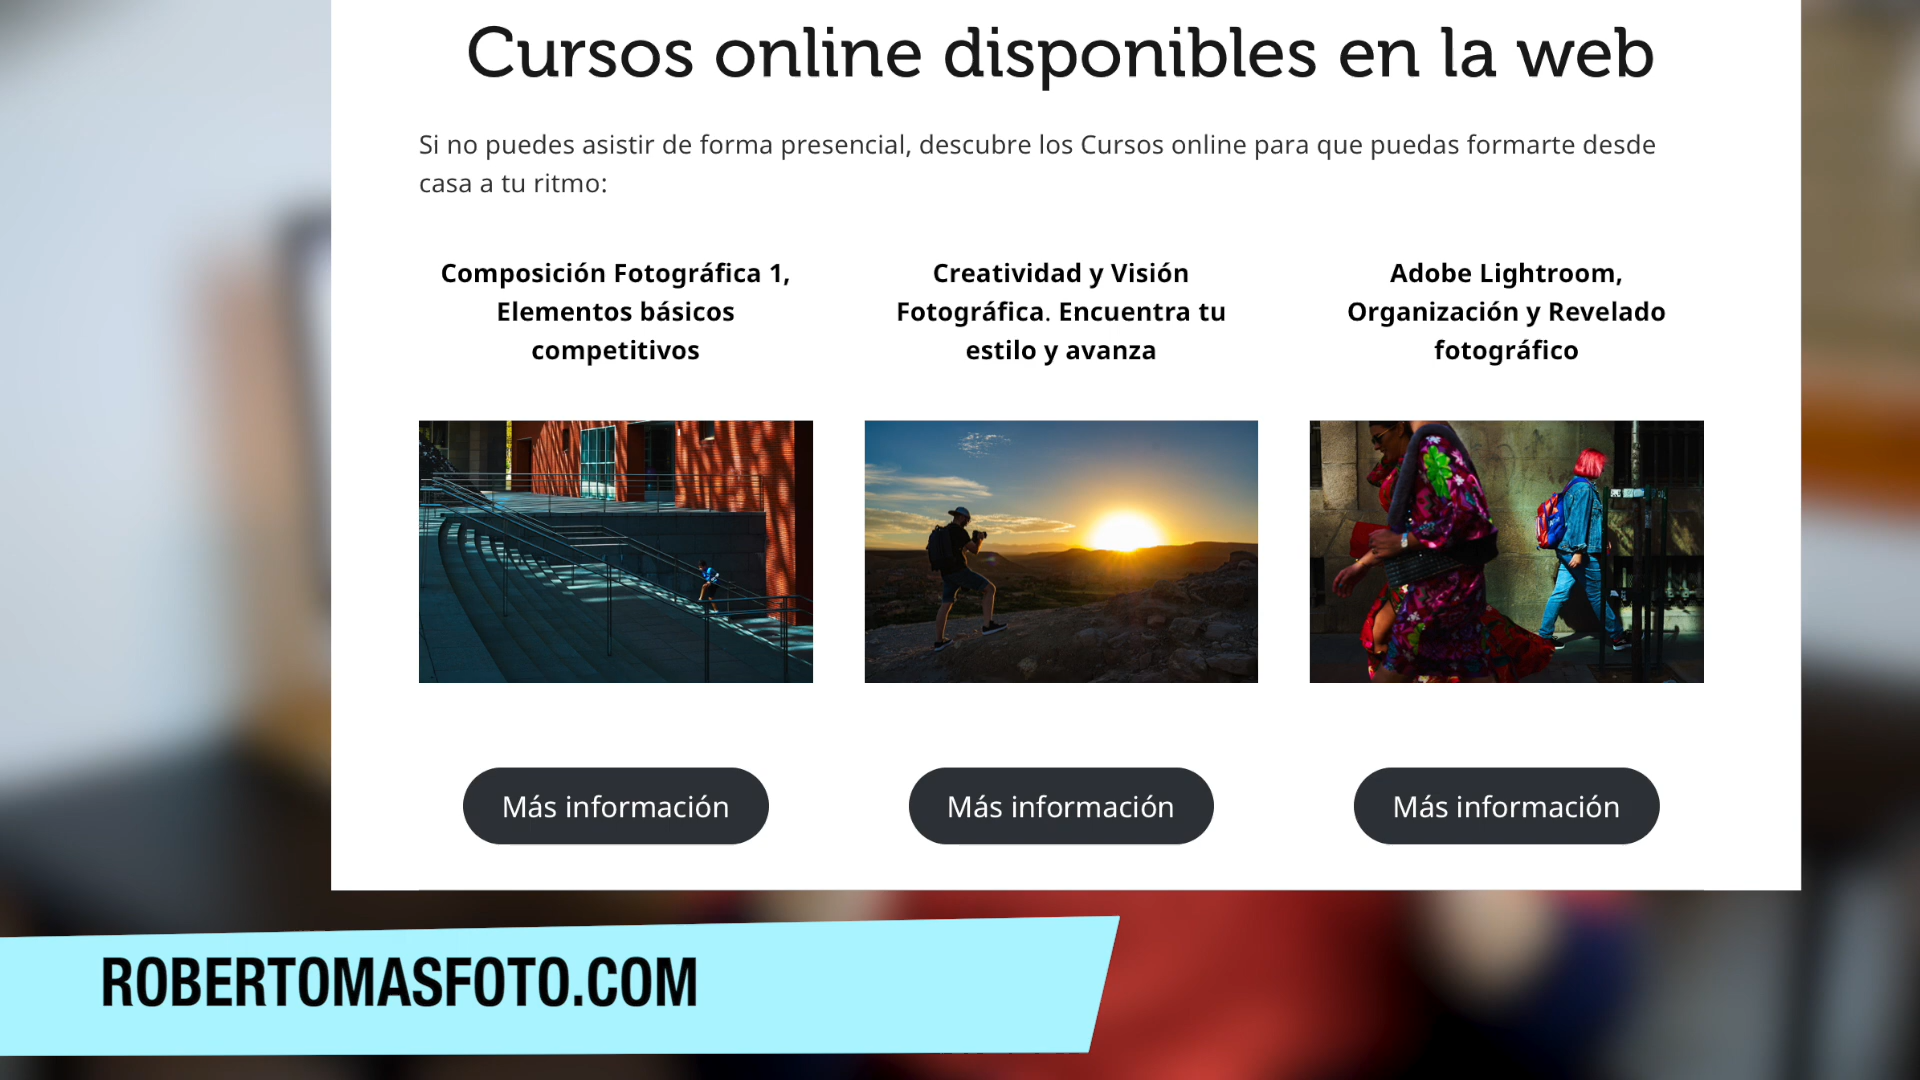 Cursos online disponibles en la web
Si no puedes asistir de forma presencial, descubre los Cursos online para que puedas formarte desde
casa a tu ritmo:
Composición Fotográfica 1,
Elementos básicos
competitivos
Creatividad y Visión
Fotográfica. Encuentra tu
estilo y avanza
Adobe Lightroom,
Organización y Revelado
fotográfico
Más información
Más información
Más información
ROBERTOMASFOTO.COM